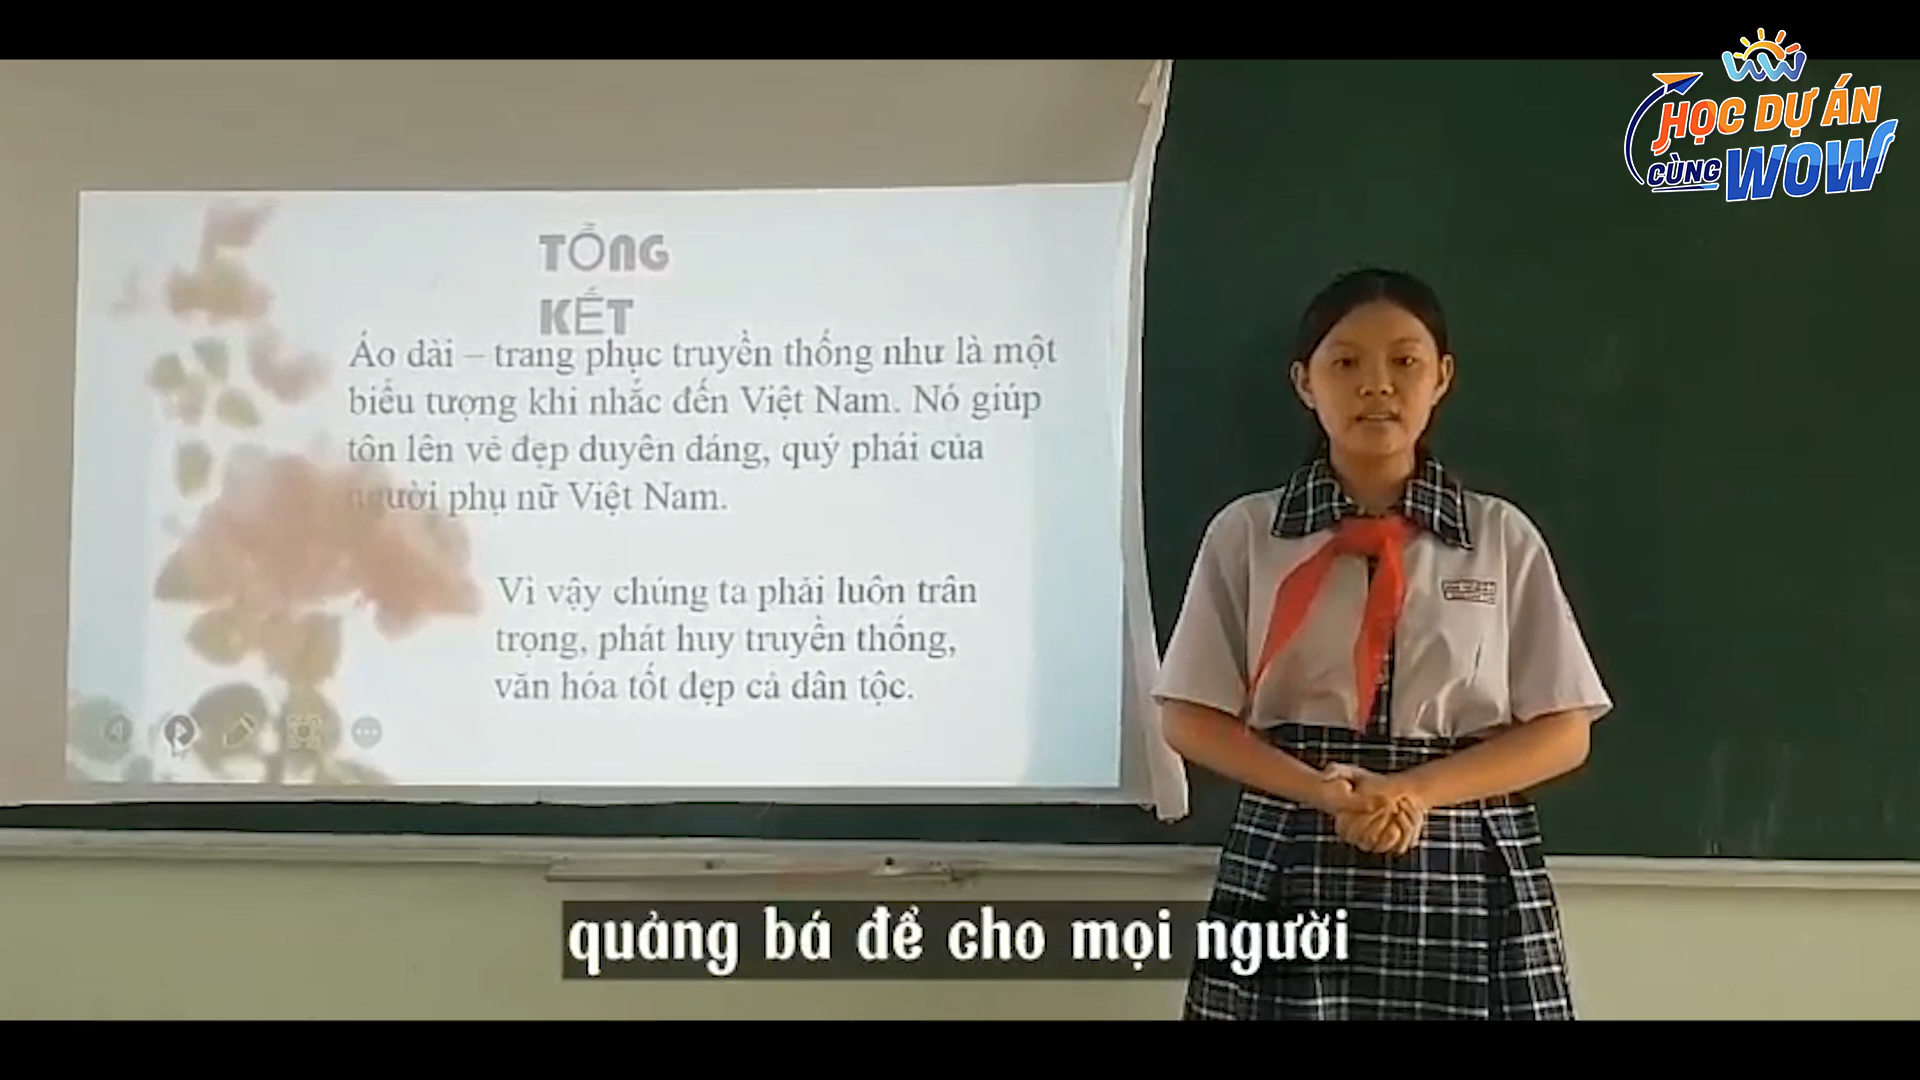 HỌC DỰ ÁN
CÙNG WOW
TỔNG
KẾT
Áo dài – trang phục truyền thống như là một
biểu tượng khi nhắc đến Việt Nam. Nó giúp
tôn lên vẻ đẹp duyên dáng, quý phái của
người phụ nữ Việt Nam.
Vì vậy chúng ta phải luôn trân
trọng, phát huy truyền thống,
văn hóa tốt đẹp cả dân tộc.
quảng bá để cho mọi người